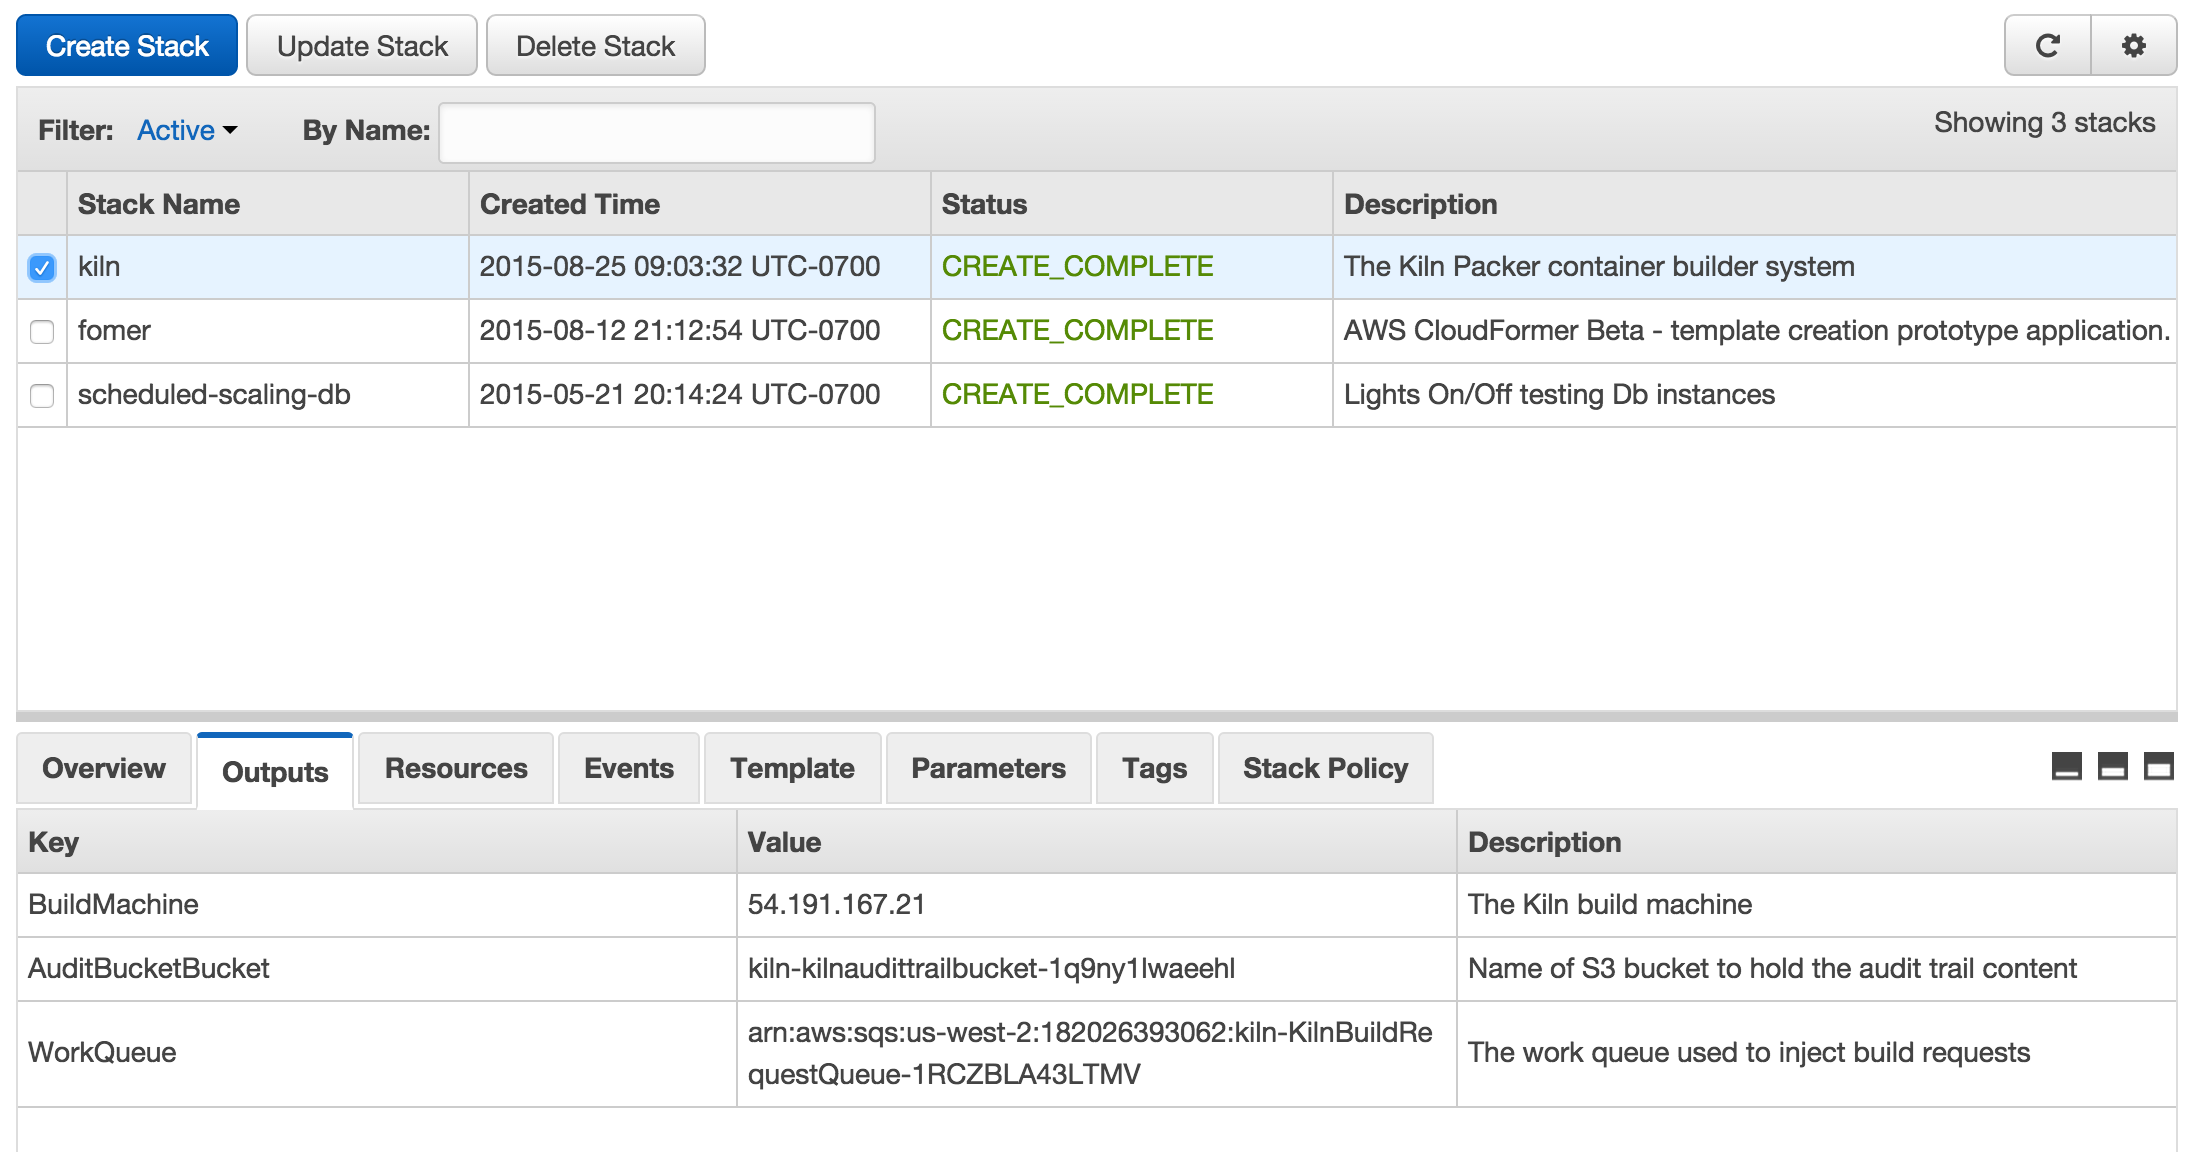 Create Stack Update Stack Delete Stack
Filter: Active By Name: Showing 3 stacks
Stack Name Created Time Status Description
kiln 2015-08-25 09:03:32 UTC-0700 CREATE_COMPLETE The Kiln Packer container builder system
fomer 2015-08-12 21:12:54 UTC-0700 CREATE_COMPLETE AWS CloudFormer Beta - template creation prototype application.
scheduled-scaling-db 2015-05-21 20:14:24 UTC-0700 CREATE_COMPLETE Lights On/Off testing Db instances
Overview Outputs Resources Events Template Parameters Tags Stack Policy
Key Value Description
BuildMachine 54.191.167.21 The Kiln build machine
AuditBucketBucket kiln-kilnaudittrailbucket-1q9ny1lwaeehl Name of S3 bucket to hold the audit trail content
WorkQueue arn:aws:sqs:us-west-2:182026393062:kiln-KilnBuildRe
questQueue-1RCZBLA43LTMV The work queue used to inject build requests